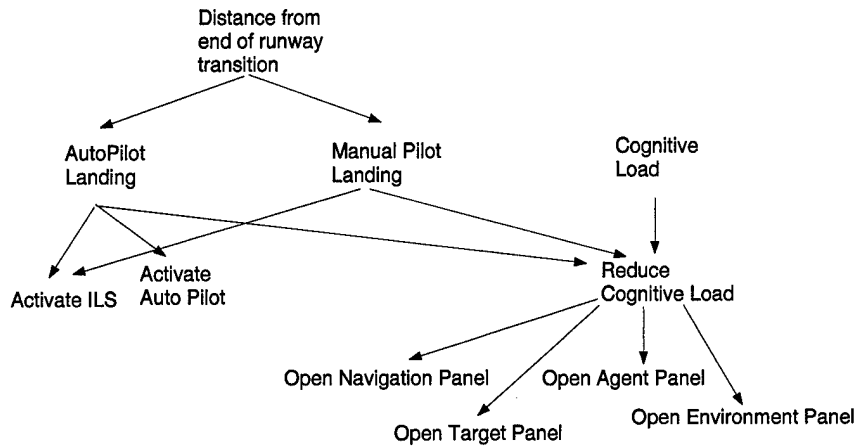 Distance from
end of runway
transition
AutoPilot
Landing
Manual Pilot
Landing
Cognitive
Load
Activate ILS
Activate
Auto Pilot
Reduce
Cognitive Load
Open Navigation Panel
Open Agent Panel
Open Target Panel
Open Environment Panel